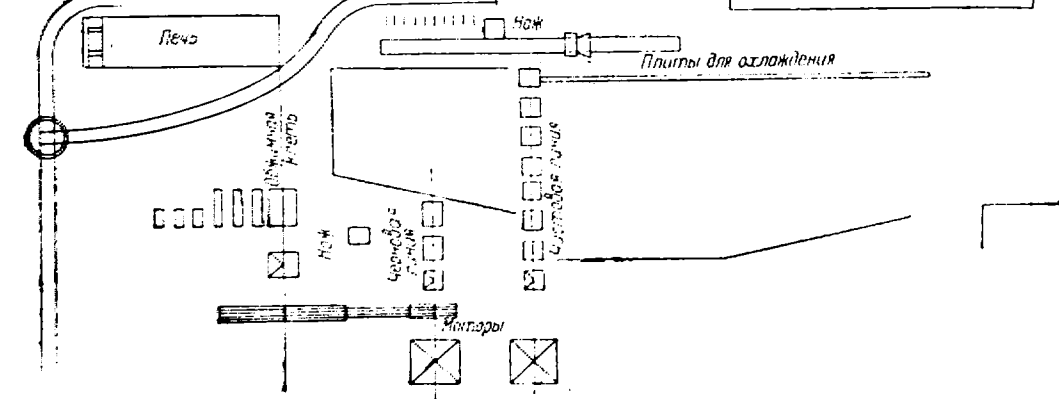 Печь
Нож
Плиты для охлаждения
Обжимная
клеть
Чистовая линия
Нож
Черновая
линия
Моторы